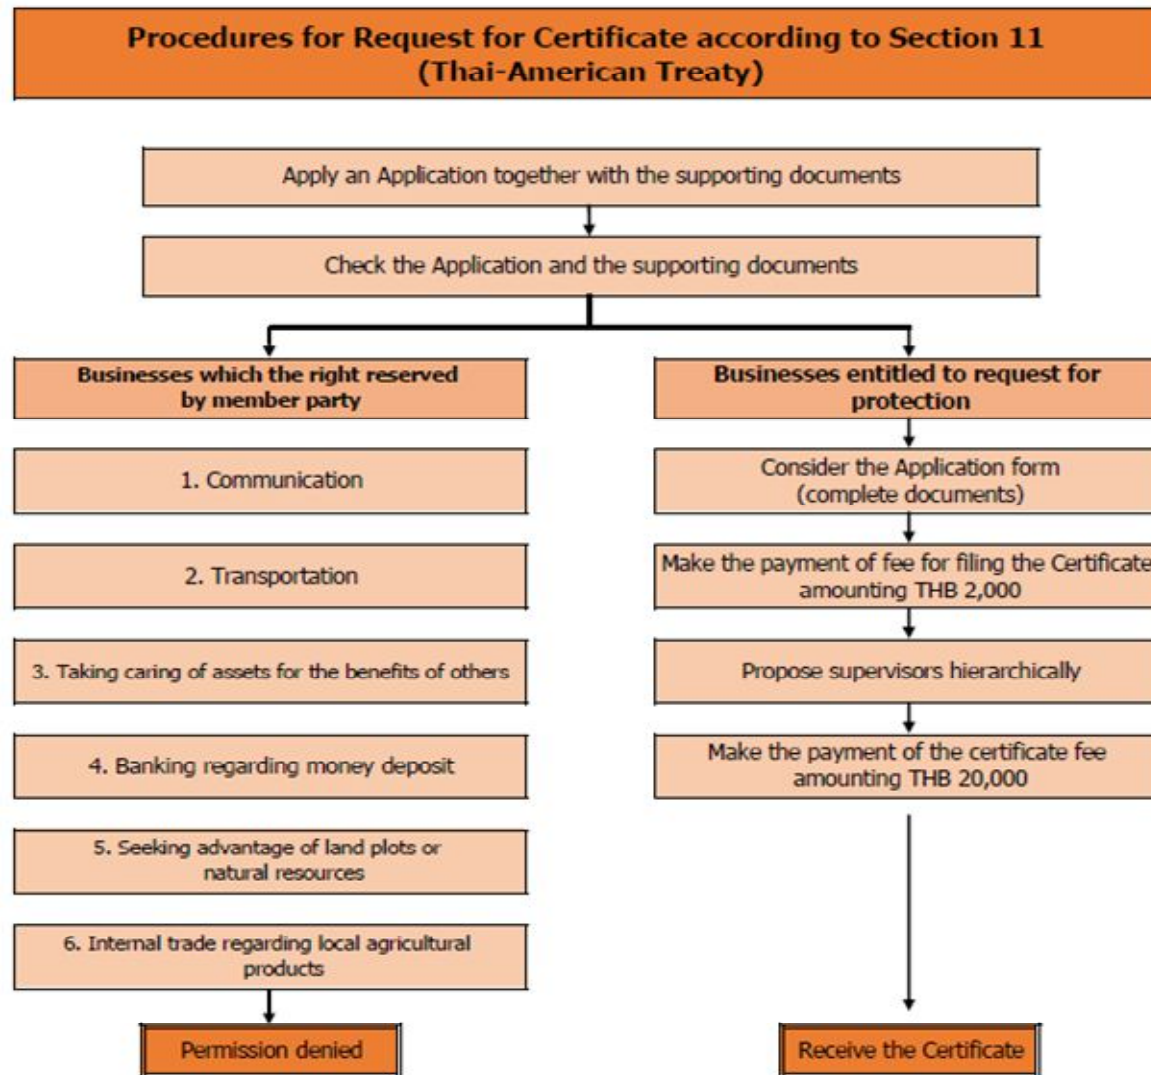 Procedures for Request for Certificate according to Section 11
(Thai-American Treaty)
Apply an Application together with the supporting documents
Check the Application and the supporting documents
Businesses which the right reserved
by member party
1. Communication
2. Transportation
3. Taking caring of assets for the benefits of others
4. Banking regarding money deposit
5. Seeking advantage of land plots or
natural resources
6. Internal trade regarding local agricultural
products
Permission denied
Businesses entitled to request for
protection
Consider the Application form
(complete documents)
Make the payment of fee for filing the Certificate
amounting THB 2,000
Propose supervisors hierarchically
Make the payment of the certificate fee
amounting THB 20,000
Receive the Certificate